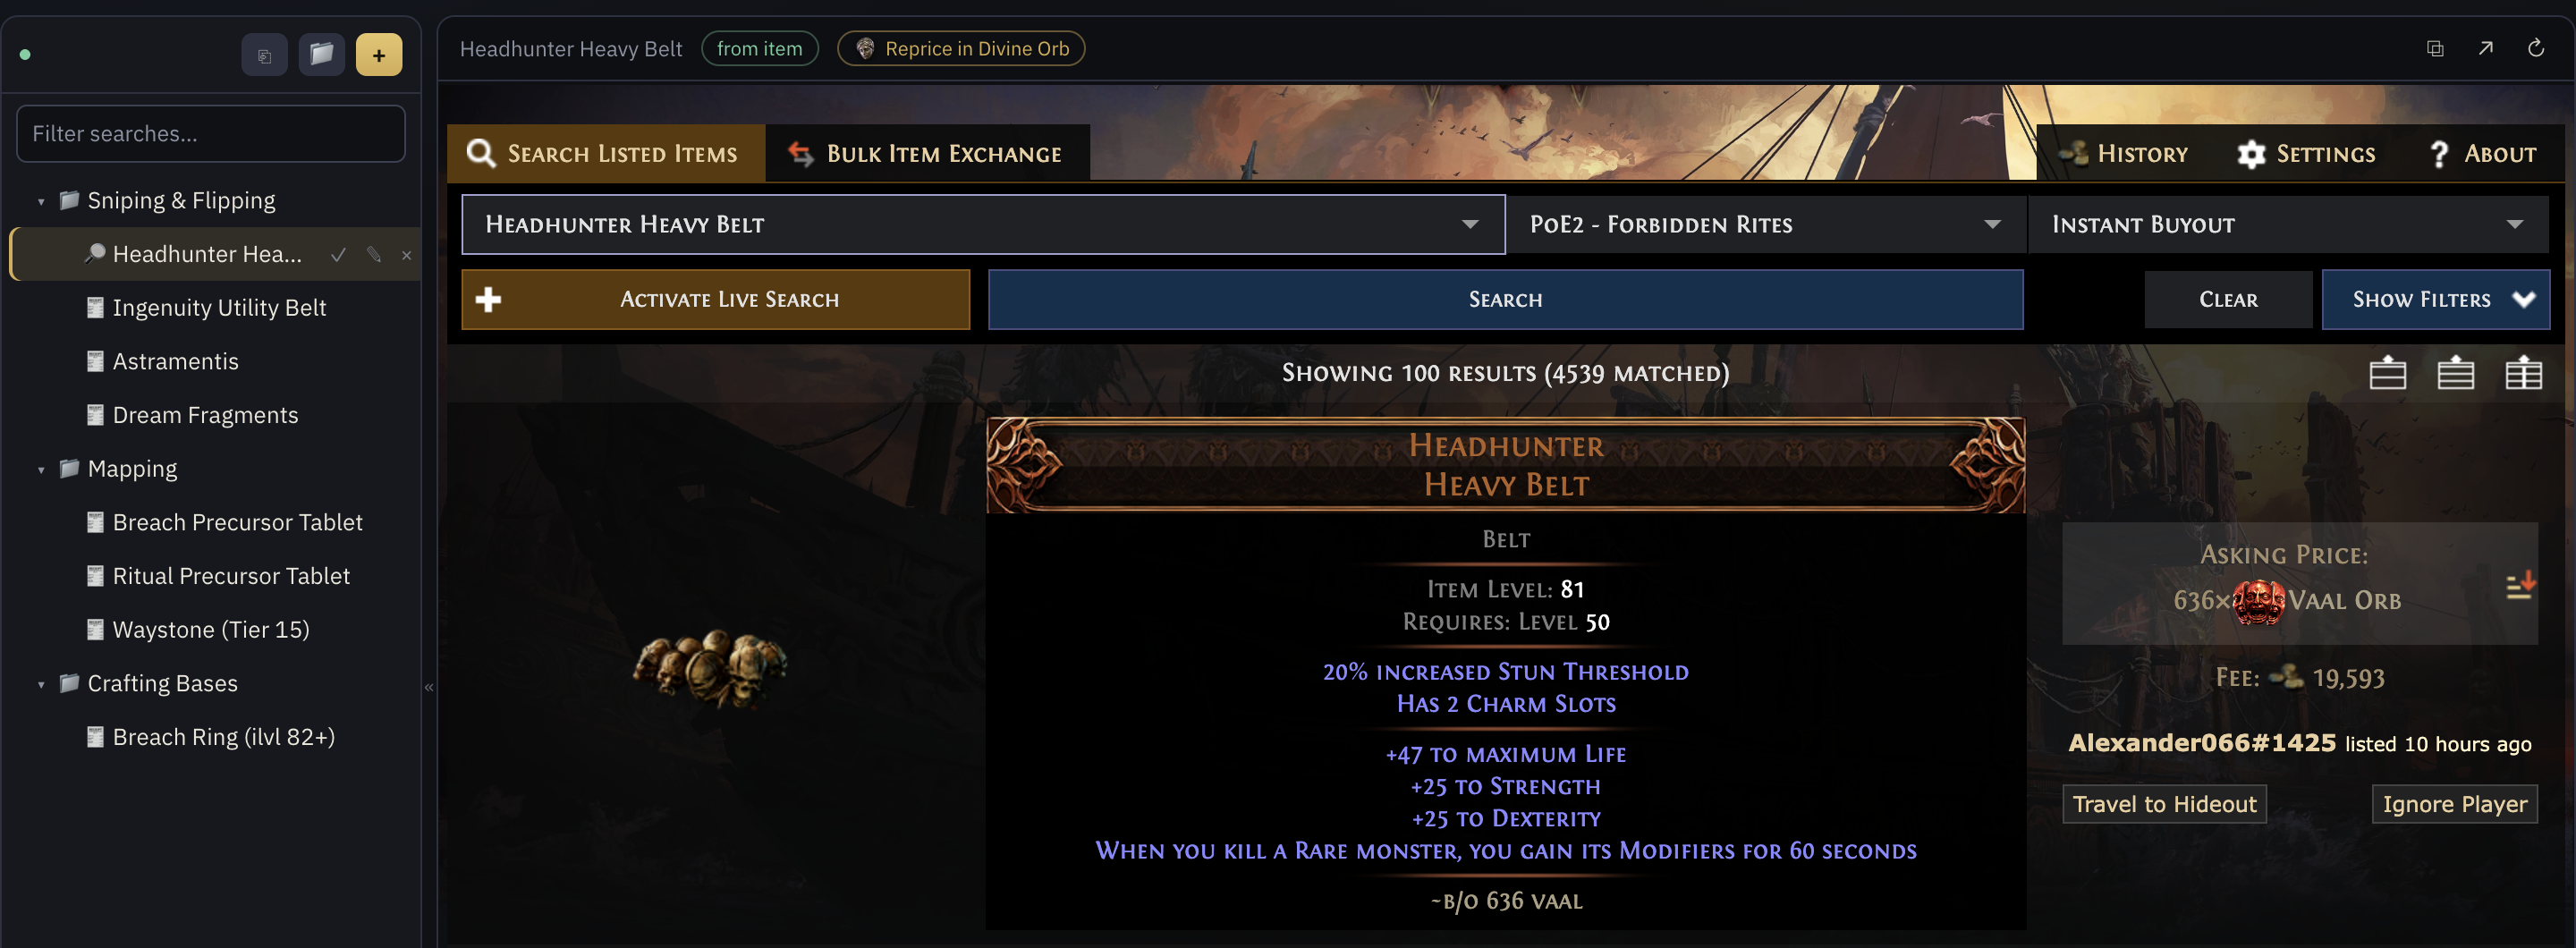 Headhunter Heavy Belt
from item
Reprice in Divine Orb
Filter searches...
Sniping & Flipping
Headhunter Hea...
Ingenuity Utility Belt
Astramentis
Dream Fragments
Mapping
Breach Precursor Tablet
Ritual Precursor Tablet
Waystone (Tier 15)
Crafting Bases
Breach Ring (ilvl 82+)
Search Listed Items
Bulk Item Exchange
History
Settings
? About
Headhunter Heavy Belt
PoE2 - Forbidden Rites
Instant Buyout
Activate Live Search
Search
Clear
Show Filters
Showing 100 results (4539 matched)
Headhunter
Heavy Belt
Belt
Item Level: 81
Requires: Level 50
20% increased Stun Threshold
Has 2 Charm Slots
+47 to maximum Life
+25 to Strength
+25 to Dexterity
When you kill a Rare monster, you gain its Modifiers for 60 seconds
~b/o 636 vaal
Asking Price:
636× Vaal Orb
Fee: 19,593
Alexander066#1425 listed 10 hours ago
Travel to Hideout
Ignore Player